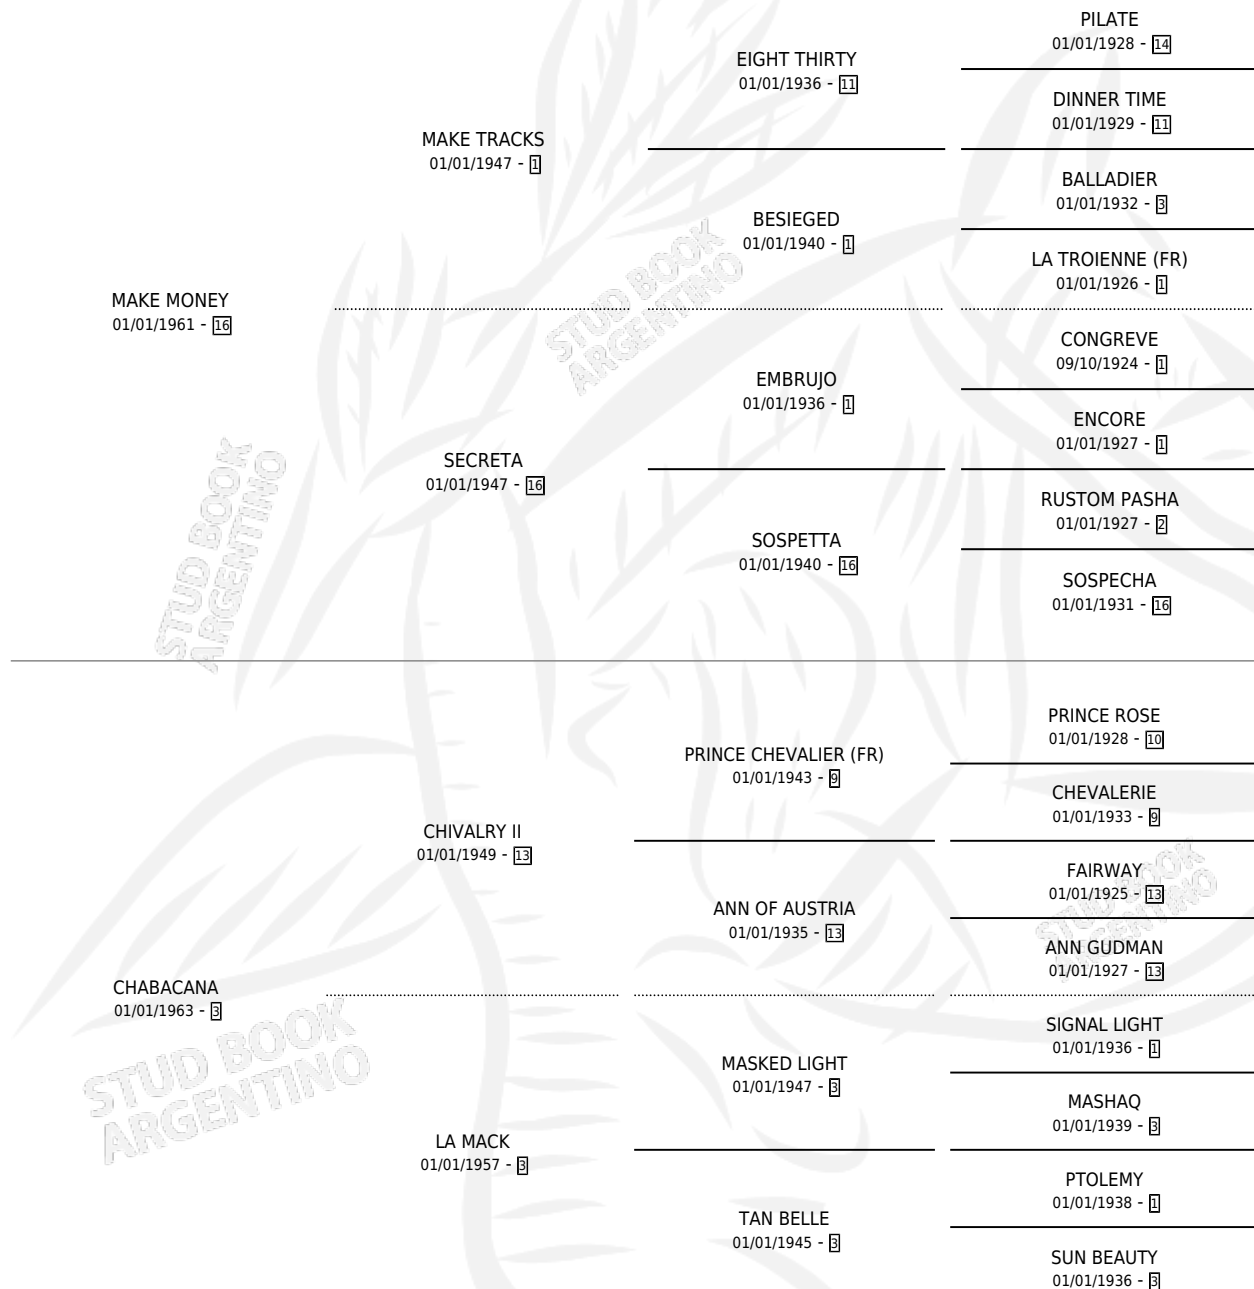 PILATE
01/01/1928 - 14
EIGHT THIRTY
01/01/1936 - 11
DINNER TIME
01/01/1929 - 11
MAKE TRACKS
01/01/1947 - 1
BALLADIER
01/01/1932 - 3
BESIEGED
01/01/1940 - 1
LA TROIENNE (FR)
01/01/1926 - 1
MAKE MONEY
01/01/1961 - 16
CONGREVE
09/10/1924 - 1
EMBRUJO
01/01/1936 - 1
ENCORE
01/01/1927 - 1
SECRETA
01/01/1947 - 16
RUSTOM PASHA
01/01/1927 - 2
SOSPETTA
01/01/1940 - 16
SOSPECHA
01/01/1931 - 16
STUD BOOK
ARGENTINO
STUD BOOK
ARGENTINO
PRINCE ROSE
01/01/1928 - 10
PRINCE CHEVALIER (FR)
01/01/1943 - 9
CHEVALERIE
01/01/1933 - 9
CHIVALRY II
01/01/1949 - 13
FAIRWAY
01/01/1925 - 13
ANN OF AUSTRIA
01/01/1935 - 13
ANN GUDMAN
01/01/1927 - 13
STUD BOOK
ARGENTINO
CHABACANA
01/01/1963 - 3
SIGNAL LIGHT
01/01/1936 - 1
MASKED LIGHT
01/01/1947 - 3
MASHAQ
01/01/1939 - 3
STUD BOOK
ARGENTINO
LA MACK
01/01/1957 - 3
PTOLEMY
01/01/1938 - 1
TAN BELLE
01/01/1945 - 3
SUN BEAUTY
01/01/1936 - 3